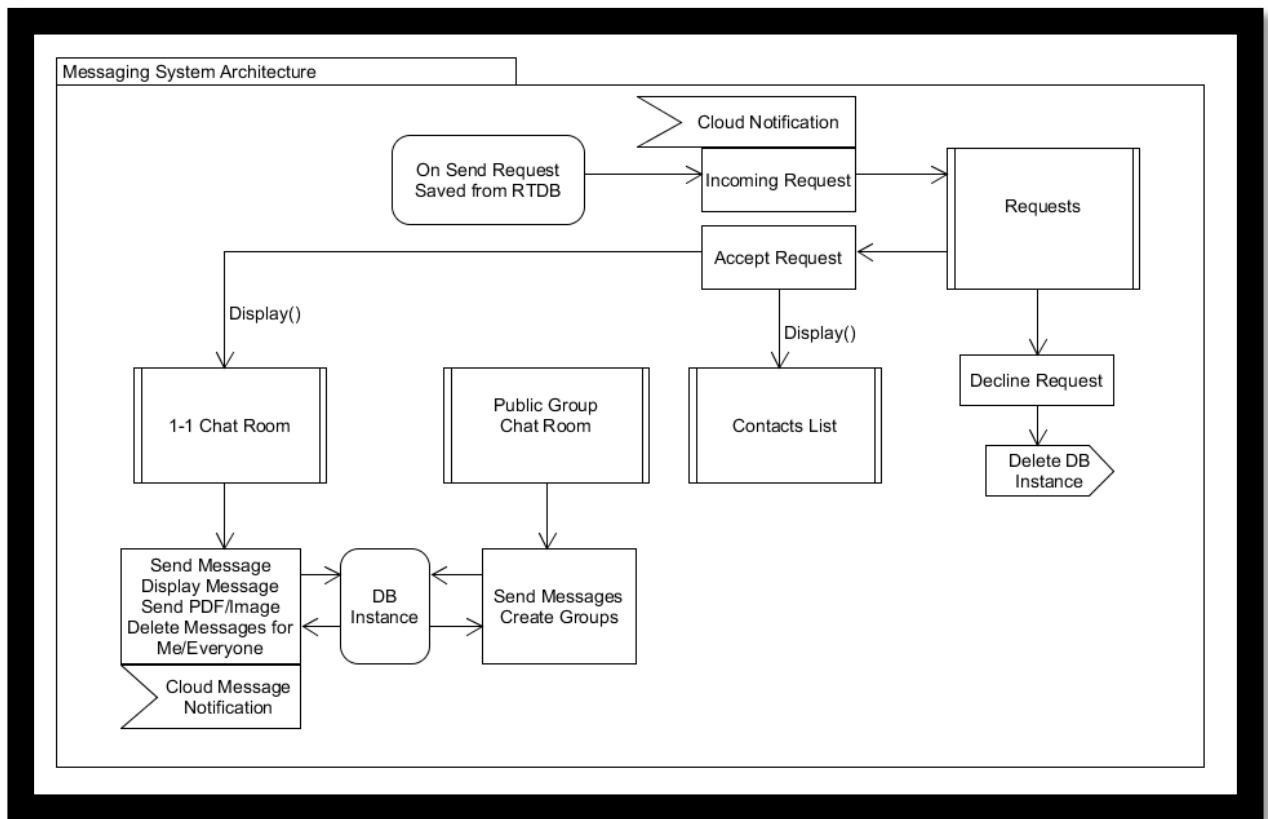 Messaging System Architecture
Cloud Notification
On Send Request
Saved from RTDB
Incoming Request
Requests
Accept Request
Display()
Display()
Decline Request
1-1 Chat Room
Public Group
Chat Room
Contacts List
Delete DB
Instance
Send Message
Display Message
Send PDF/Image
Delete Messages for
Me/Everyone
DB
Instance
Send Messages
Create Groups
Cloud Message
Notification